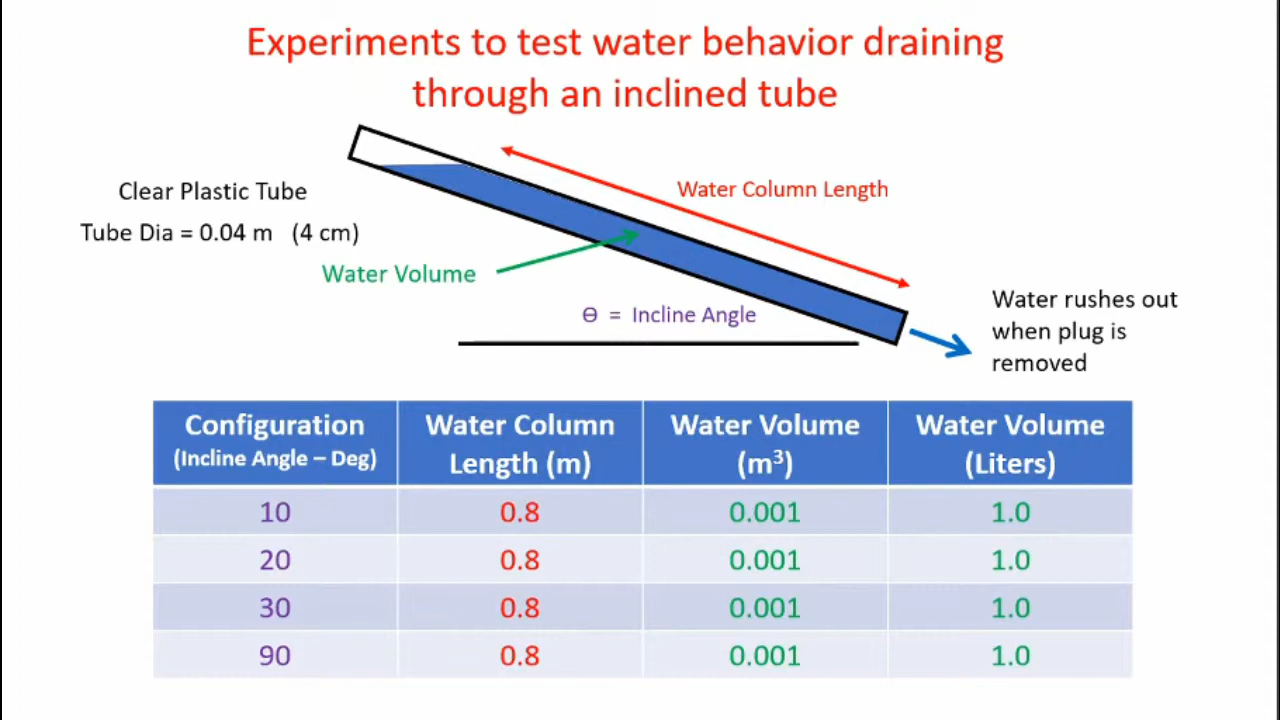 Experiments to test water behavior draining
through an inclined tube
Clear Plastic Tube
Tube Dia = 0.04 m (4 cm)
Water Column Length
Water Volume
ϴ = Incline Angle
Water rushes out
when plug is
removed
Configuration Water Column Water Volume Water Volume
(Incline Angle – Deg) Length (m) (m³) (Liters)
10 0.8 0.001 1.0
20 0.8 0.001 1.0
30 0.8 0.001 1.0
90 0.8 0.001 1.0